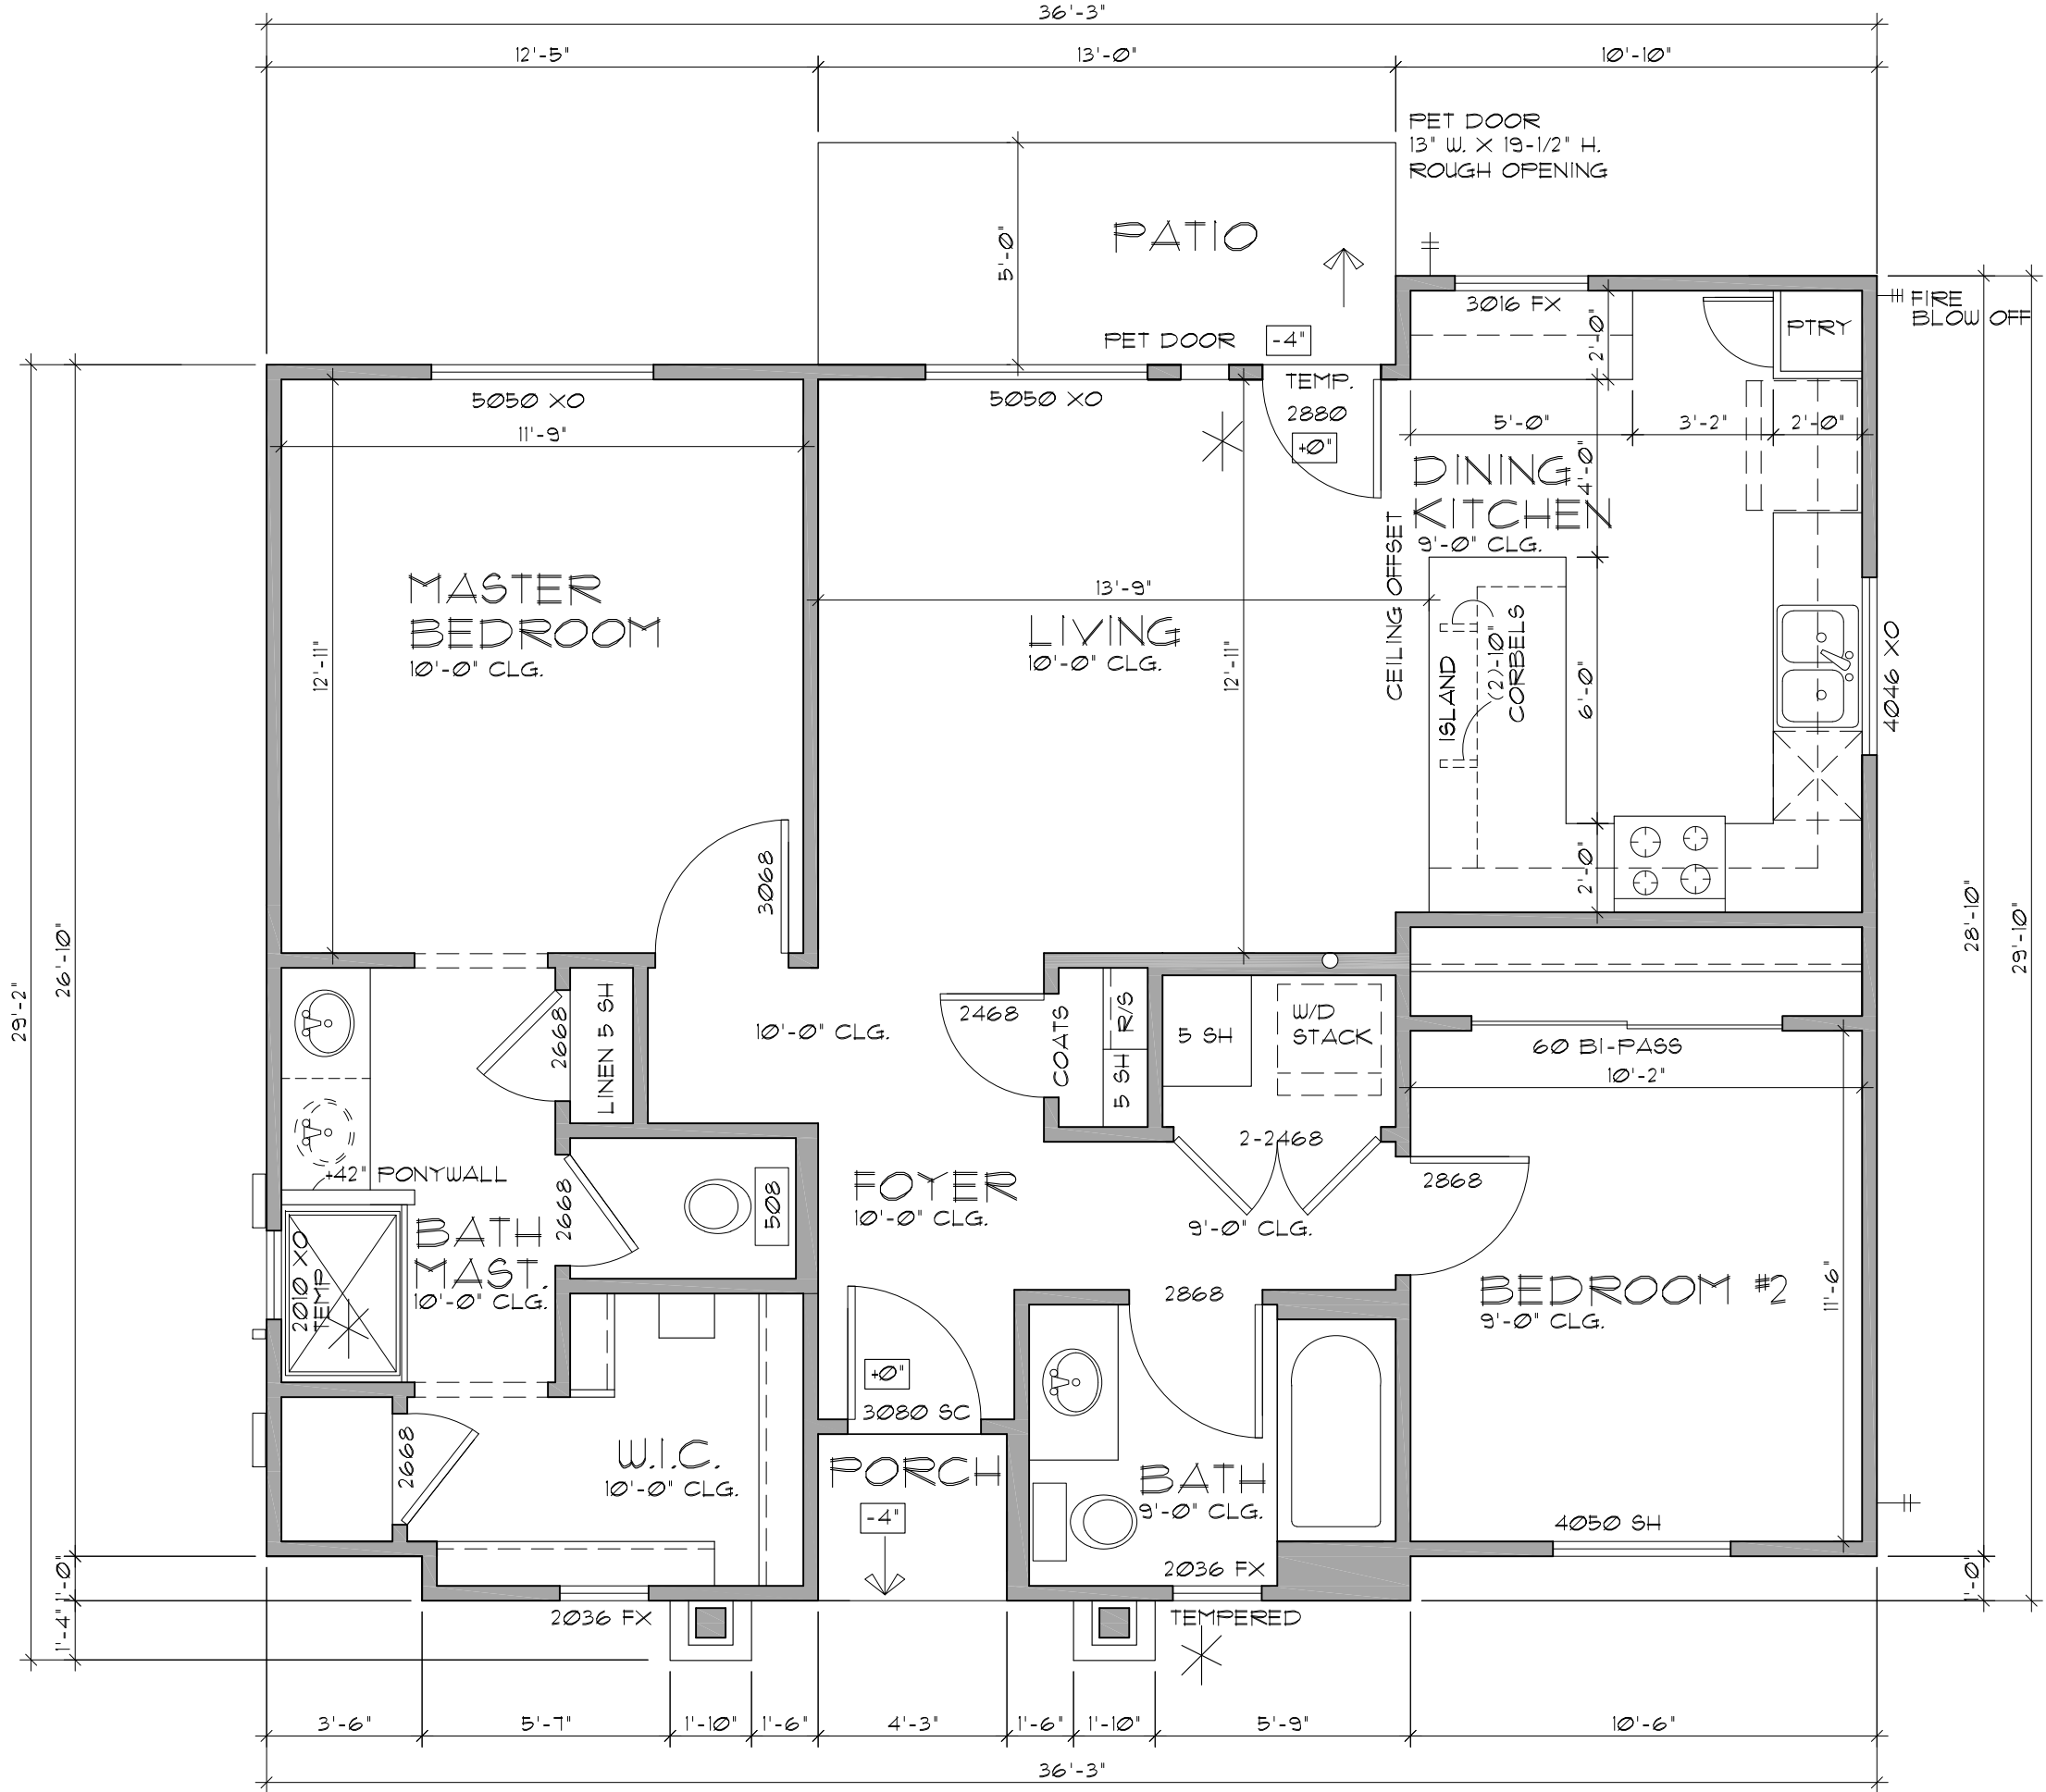 36'-3"
12'-5"
13'-0"
10'-10"
PET DOOR
13" W. X 19-1/2" H.
ROUGH OPENING
PATIO
5'-0"
PET DOOR
-4"
3016 FX
2'-0"
PTRY
FIRE
BLOW OFF
5050 XO
11'-9"
5050 XO
TEMP.
2880
+0"
5'-0"
3'-2"
2'-0"
DINING
KITCHEN
9'-0" CLG.
4'-0"
CEILING OFFSET
MASTER
BEDROOM
10'-0" CLG.
12'-11"
13'-9"
LIVING
10'-0" CLG.
12'-11"
ISLAND
(2)-10"
CORBELS
6'-0"
4046 XO
2'-0"
3068
26'-10"
29'-2"
28'-10"
29'-10"
2668
LINEN 5 SH
10'-0" CLG.
2468
COATS
R/S
5 SH
5 SH
W/D
STACK
60 BI-PASS
10'-2"
2-2468
2868
+42" PONYWALL
2668
508
FOYER
10'-0" CLG.
9'-0" CLG.
BATH
MAST.
10'-0" CLG.
2010 XO
TEMP
2868
BEDROOM #2
9'-0" CLG.
11'-6"
+0"
3080 SC
2668
W.I.C.
10'-0" CLG.
PORCH
-4"
BATH
9'-0" CLG.
4050 SH
2036 FX
1'-0"
1'-4"
2036 FX
TEMPERED
1'-0"
3'-6"
5'-7"
1'-10"
1'-6"
4'-3"
1'-6"
1'-10"
5'-9"
10'-6"
36'-3"